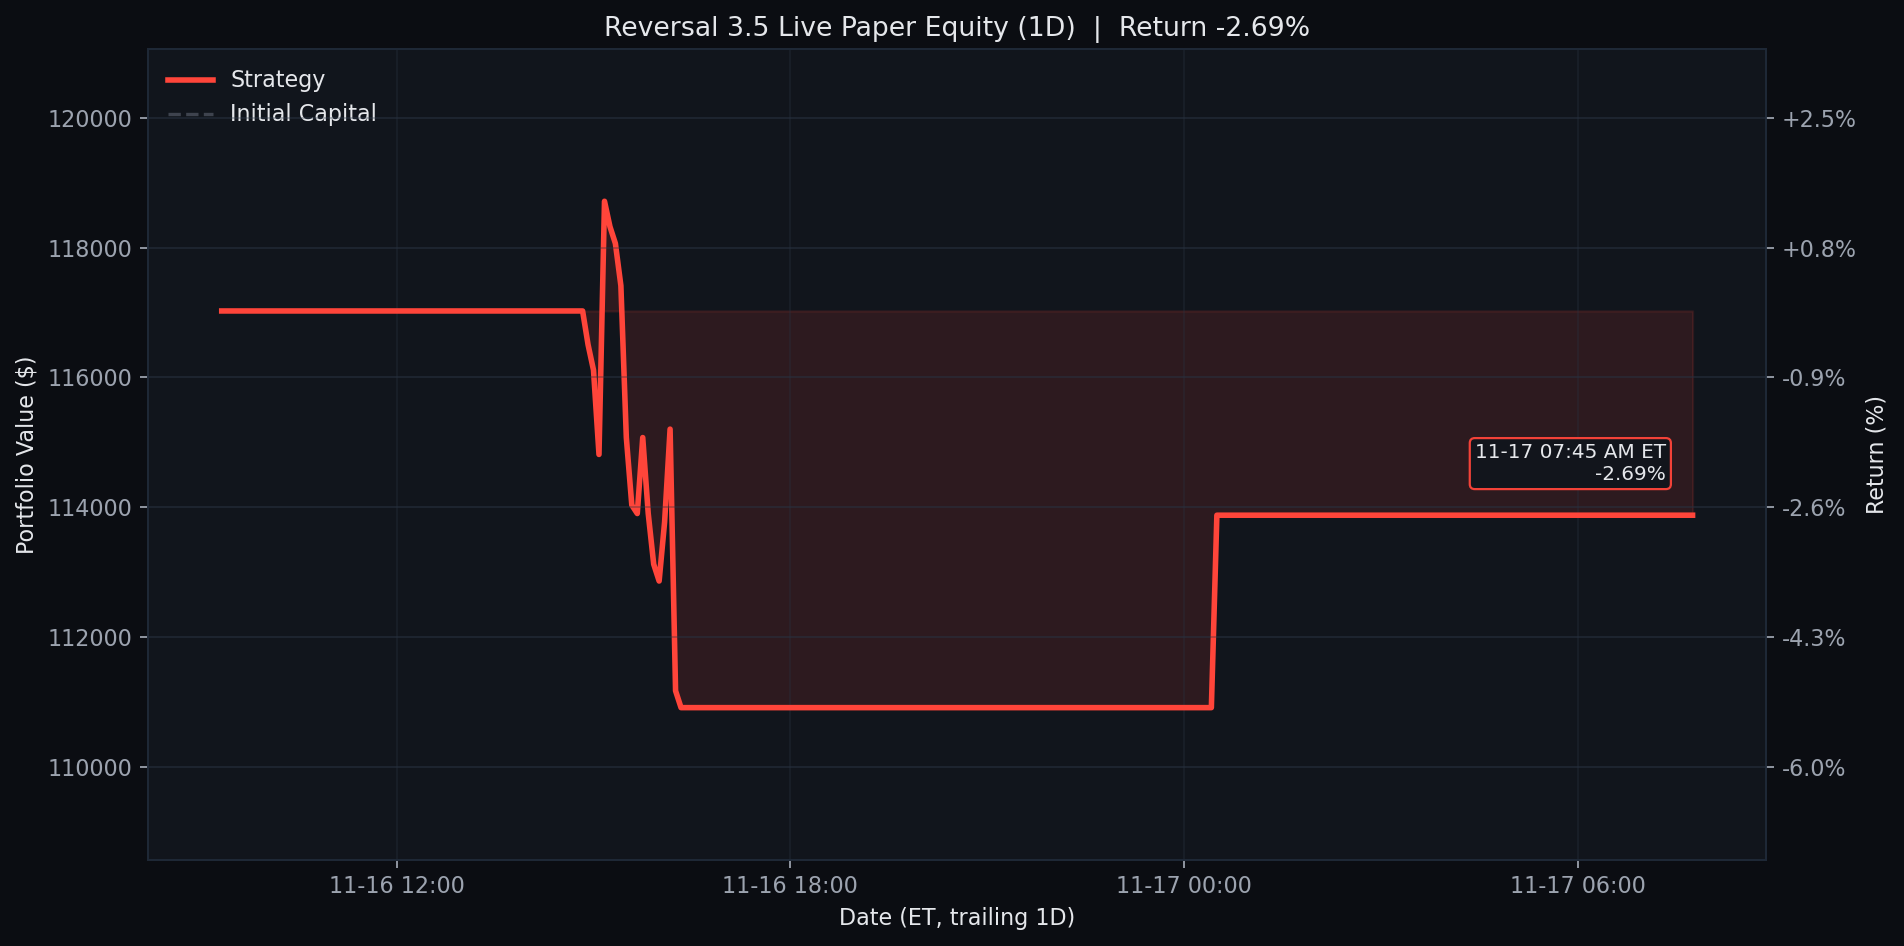 Reversal 3.5 Live Paper Equity (1D) | Return -2.69%
Strategy
Initial Capital
120000
118000
116000
114000
112000
110000
Portfolio Value ($)
+2.5%
+0.8%
-0.9%
-2.6%
-4.3%
-6.0%
Return (%)
11-17 07:45 AM ET
-2.69%
11-16 12:00
11-16 18:00
11-17 00:00
11-17 06:00
Date (ET, trailing 1D)